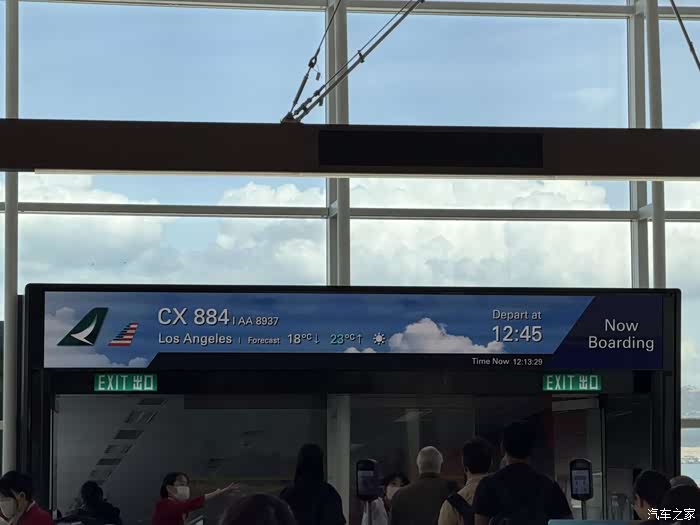 CX 884 | AA 8937
Los Angeles | Forecast 18°C↓ 23°C↑
Depart at
12:45
Now
Boarding
Time Now 12:13:29
EXIT 出口
EXIT 出口
汽车之家